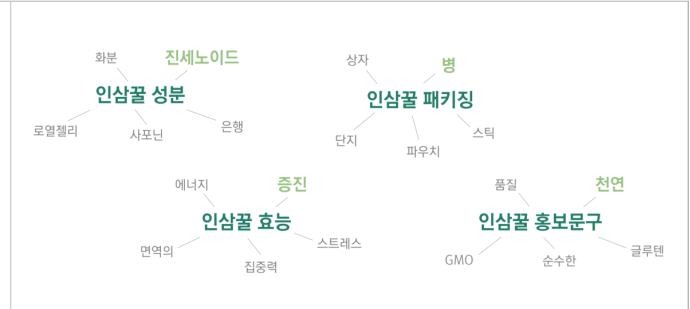 화분
진세노이드
인삼꿀 성분
로열젤리
사포닌
은행
상자
병
인삼꿀 패키징
단지
파우치
스틱
에너지
증진
인삼꿀 효능
면역의
집중력
스트레스
품질
천연
인삼꿀 홍보문구
GMO
순수한
글루텐